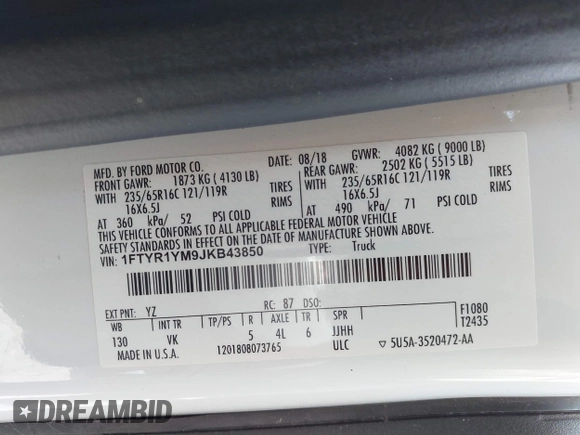 MFD. BY FORD MOTOR CO.
DATE: 08/18 GVWR: 4082 KG ( 9000 LB)
FRONT GAWR: 1873 KG ( 4130 LB)
REAR GAWR: 2502 KG ( 5515 LB)
WITH 235/65R16C 121/119R TIRES
WITH 235/65R16C 121/119R TIRES
16X6.5J RIMS
16X6.5J RIMS
AT 360 kPa/ 52 PSI COLD
AT 490 kPa/ 71 PSI COLD
THIS VEHICLE CONFORMS TO ALL APPLICABLE FEDERAL MOTOR VEHICLE
SAFETY STANDARDS IN EFFECT ON THE DATE OF MANUFACTURE SHOWN ABOVE.
VIN: 1FTYR1YM9JKB43850
TYPE: Truck
EXT PNT: YZ RC: 87 DSO:
WB INT TR TP/PS R AXLE TR SPR
130 VK 5 4L 6 JJHH
F1080
T2435
MADE IN U.S.A. 1201808073765 ULC
▽ 5U5A-3520472-AA
DREAMBID